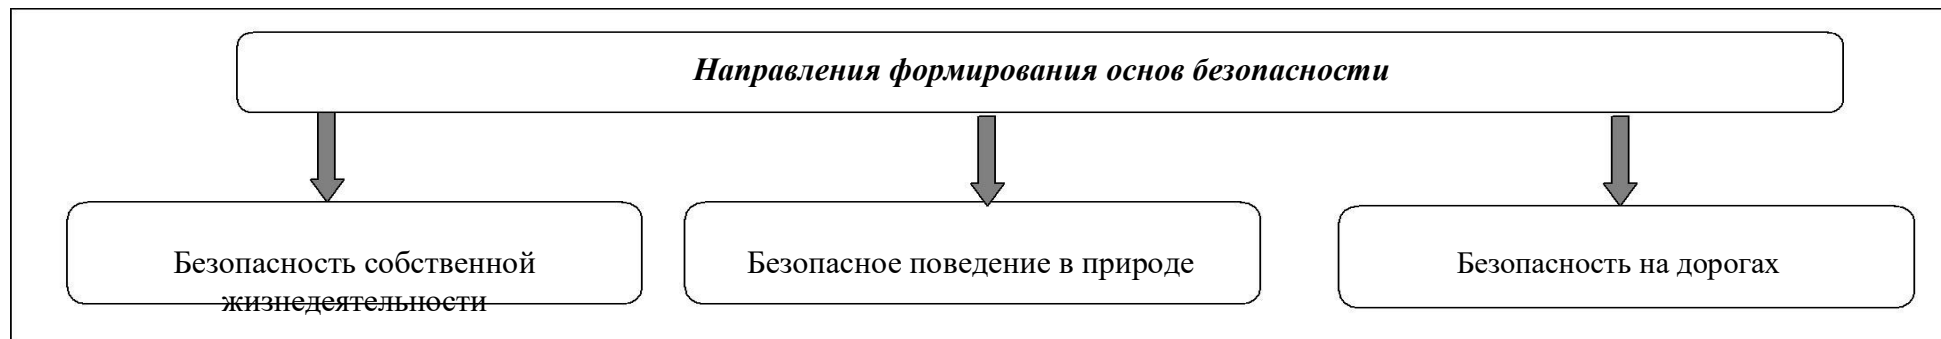 Направления формирования основ безопасности
Безопасность собственной
жизнедеятельности
Безопасное поведение в природе
Безопасность на дорогах